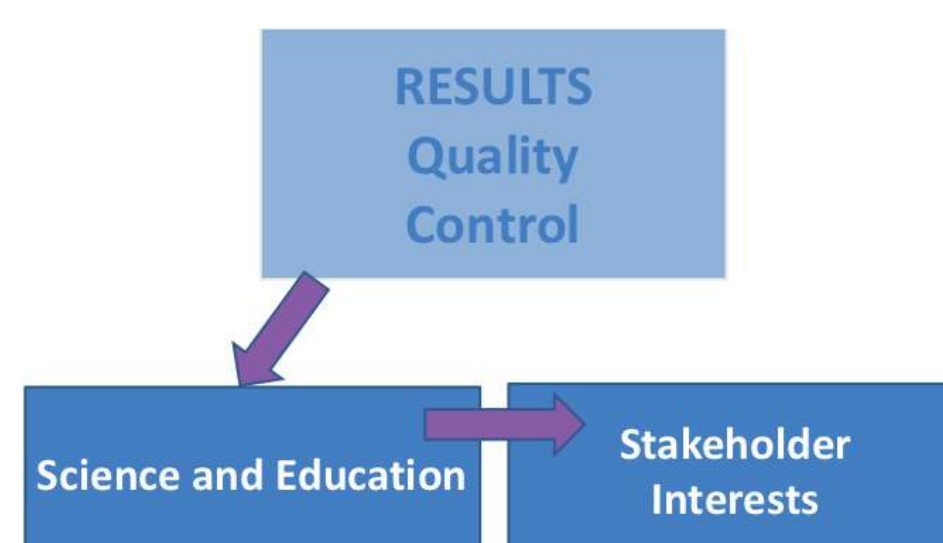 RESULTS
Quality
Control
Science and Education
Stakeholder
Interests